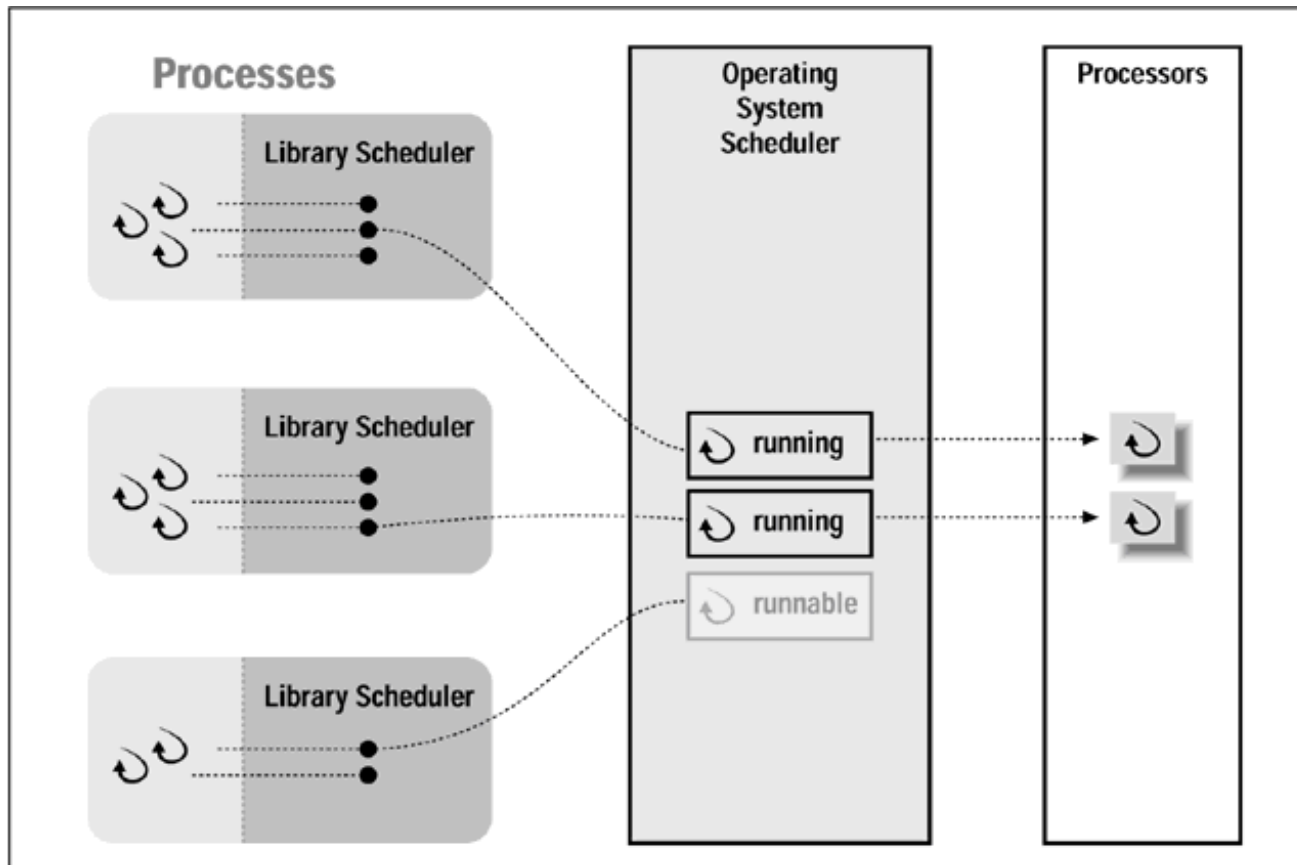 Processes
Library Scheduler
Library Scheduler
Library Scheduler
Operating
System
Scheduler
running
running
runnable
Processors